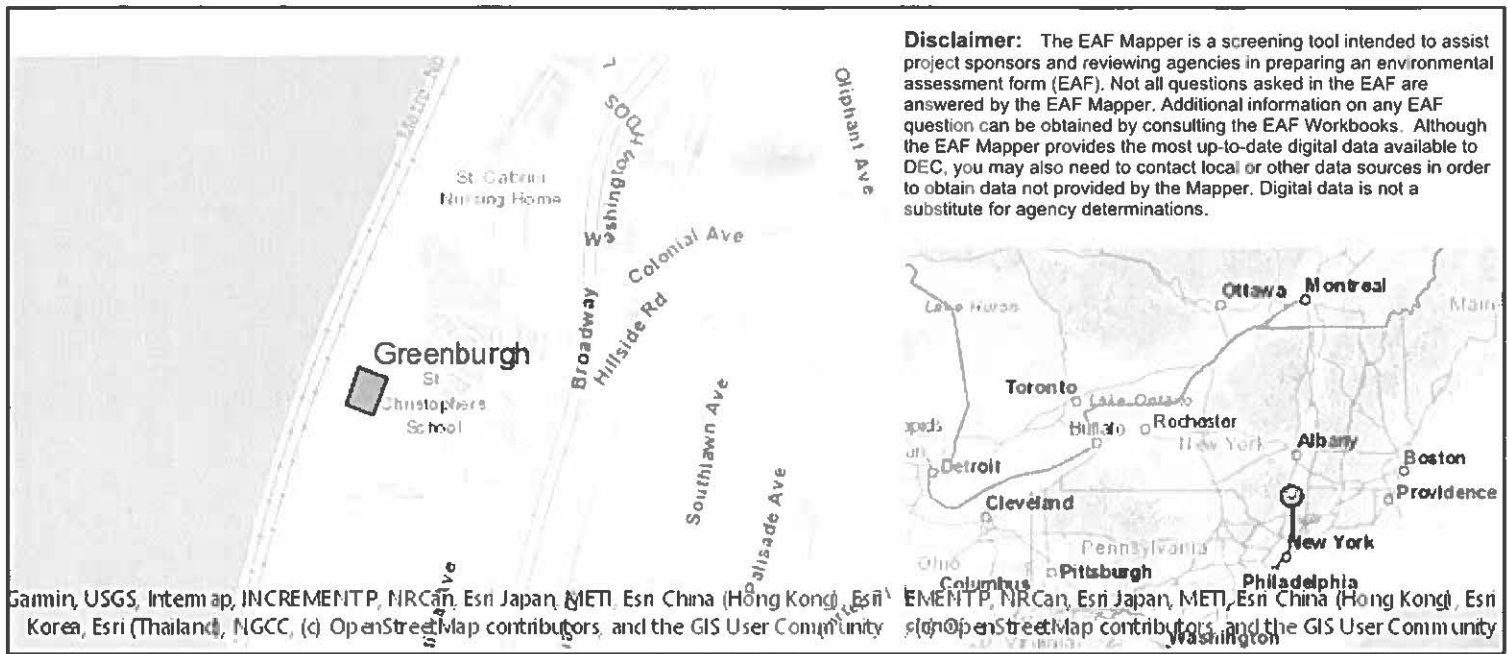 Disclaimer: The EAF Mapper is a screening tool intended to assist
project sponsors and reviewing agencies in preparing an environmental
assessment form (EAF). Not all questions asked in the EAF are
answered by the EAF Mapper. Additional information on any EAF
question can be obtained by consulting the EAF Workbooks. Although
the EAF Mapper provides the most up-to-date digital data available to
DEC, you may also need to contact local or other data sources in order
to obtain data not provided by the Mapper. Digital data is not a
substitute for agency determinations.
Oliphant Ave
St. Cabrini
Nursing Home
Washington
Colonial Ave
Broadway
Hillside Rd
Greenburgh
St
Christophers
School
Southlawn Ave
Palisade Ave
Garmin, USGS, Intermap, INCREMENT P, NRCan, Esri Japan, METI, Esri China (Hong Kong), Esri
Korea, Esri (Thailand), NGCC, (c) OpenStreetMap contributors, and the GIS User Community
Ottawa
Montreal
Lake Huron
Main
Toronto
Lake Ontario
Rochester
Buffalo
New York
Albany
apids
Detroit
Boston
Providence
Cleveland
New York
Pennsylvania
Ohio
Columbus
Pittsburgh
Philadelphia
EMENT P, NRCan, Esri Japan, METI, Esri China (Hong Kong), Esri
(c) OpenStreetMap contributors, and the GIS User Community
Washington